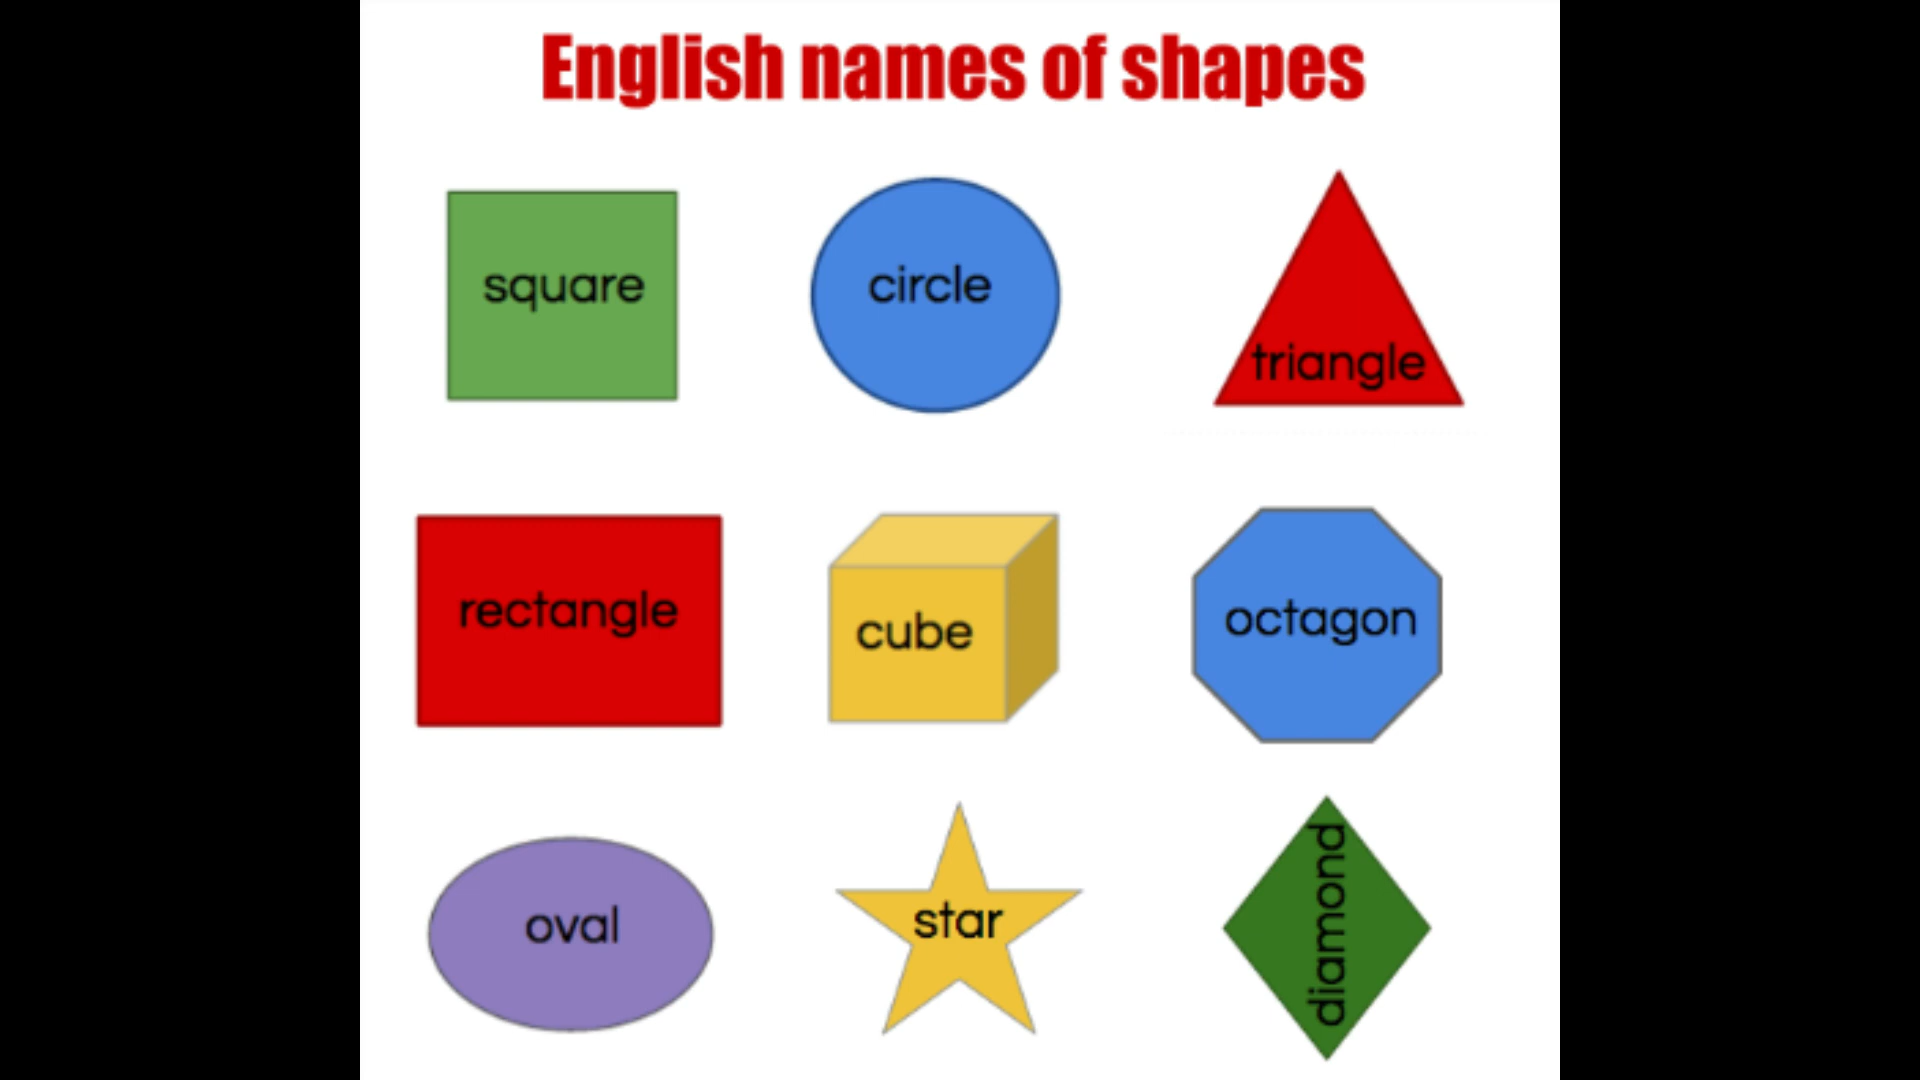 English names of shapes
square
circle
triangle
rectangle
cube
octagon
oval
star
diamond